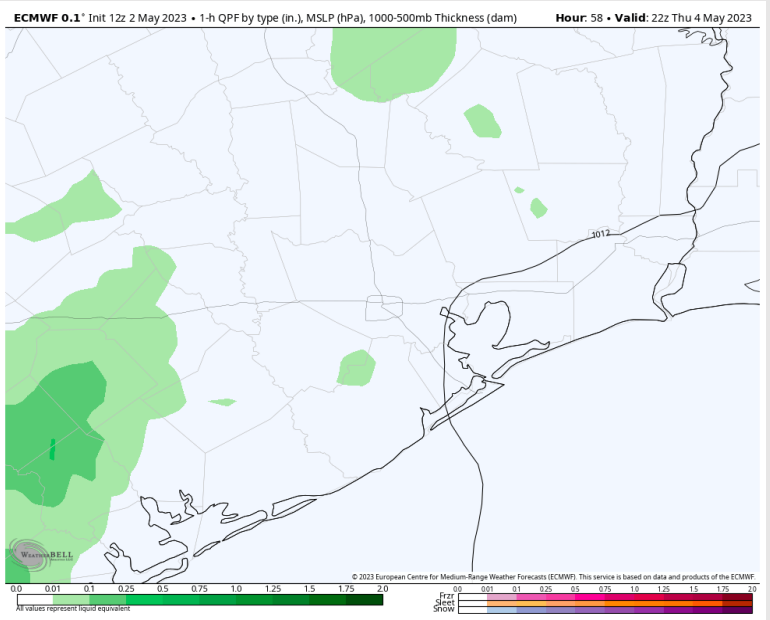 ECMWF 0.1° Init 12z 2 May 2023 • 1-h QPF by type (in.), MSLP (hPa), 1000-500mb Thickness (dam) Hour: 58 • Valid: 22z Thu 4 May 2023
1012
WEATHERBELL
© 2023 European Centre for Medium-Range Weather Forecasts (ECMWF). This service is based on data and products of the ECMWF.
0.0 0.01 0.1 0.25 0.5 0.75 1.0 1.25 1.5 1.75 2.0
All values represent liquid equivalent
0.0 0.01 0.1 0.25 0.5 0.75 1.0 1.25 1.5 1.75 2.0
Frzr
Sleet
Snow